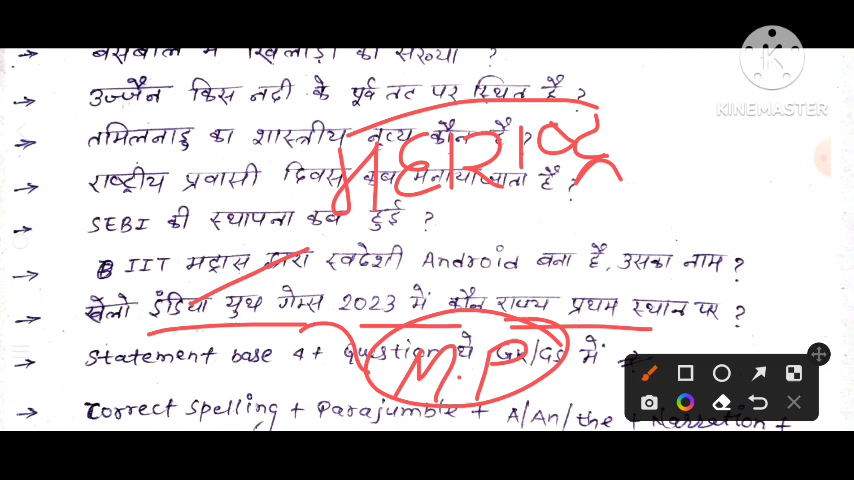 → बेसबॉल में खिलाड़ी की संख्या ?
→ उज्जैन किस नदी के पूर्व तट पर स्थित है ?
→ तमिलनाडु का शास्त्रीय नृत्य कौन है ?
→ राष्ट्रीय प्रवासी दिवस कब मनाया जाता है ?
→ SEBI की स्थापना कब हुई ?
→ IIT मद्रास द्वारा स्वदेशी Android बना है, उसका नाम ?
→ खेलो इंडिया युथ गेम्स 2023 में कौन राज्य प्रथम स्थान पर ?
→ Statement base 4+ Question थे GK/GS में
→ Correct Spelling + Parajumble + A/An/the + Narration +
महाराष्ट्र
M.P
KINEMASTER